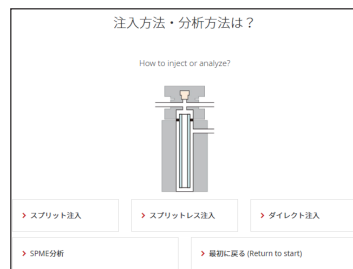 注入方法・分析方法は？
How to inject or analyze?
スプリット注入
スプリットレス注入
ダイレクト注入
SPME分析
最初に戻る (Return to start)